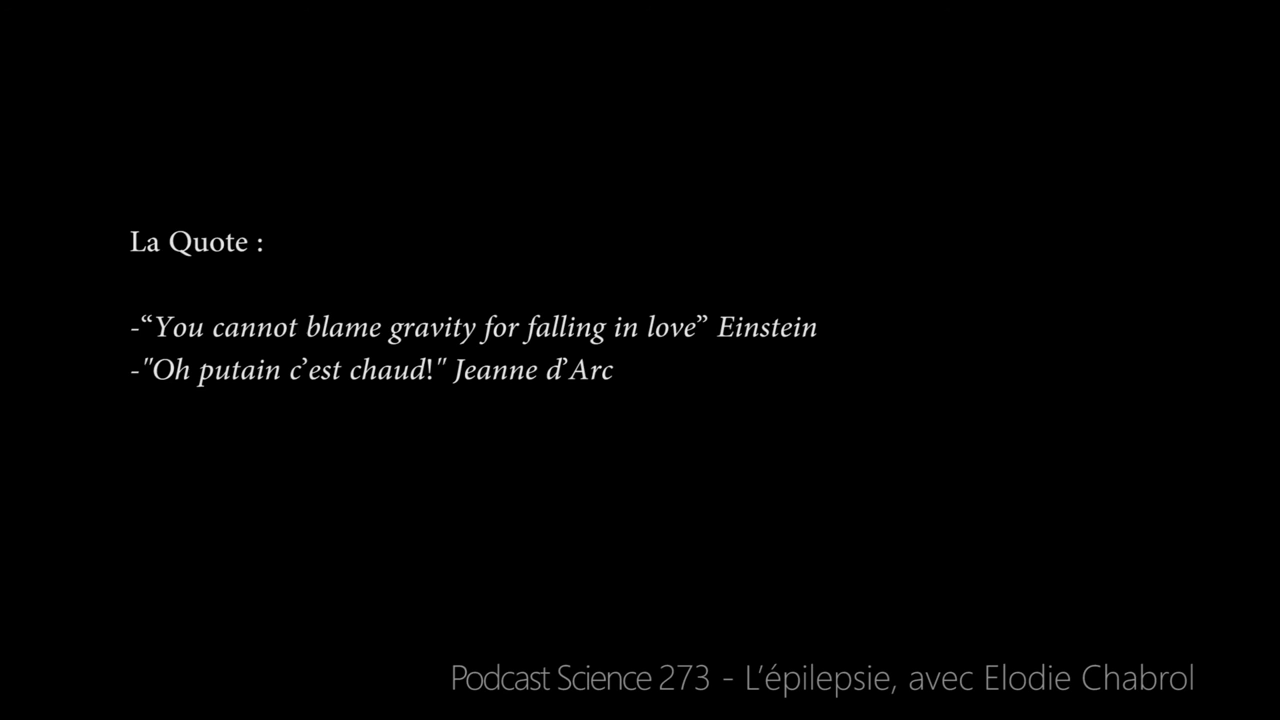 La Quote :
-“You cannot blame gravity for falling in love” Einstein
-"Oh putain c’est chaud!" Jeanne d’Arc
Podcast Science 273 - L’épilepsie, avec Elodie Chabrol